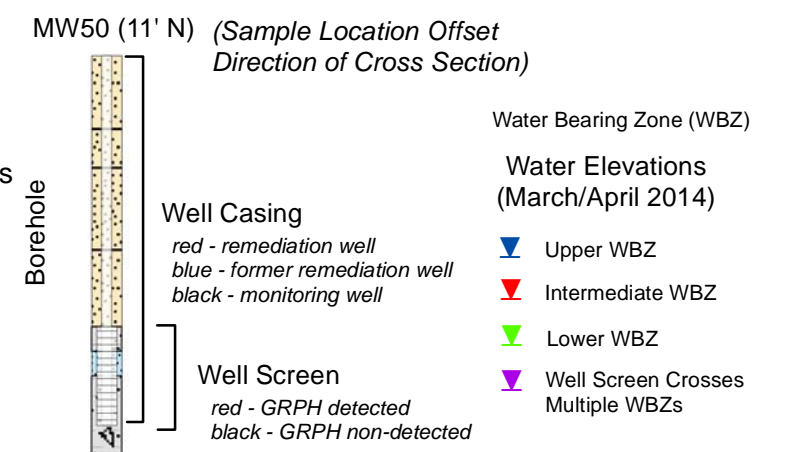 MW50 (11' N)
(Sample Location Offset
Direction of Cross Section)
s
Borehole
Well Casing
red - remediation well
blue - former remediation well
black - monitoring well
Well Screen
red - GRPH detected
black - GRPH non-detected
Water Bearing Zone (WBZ)
Water Elevations
(March/April 2014)
Upper WBZ
Intermediate WBZ
Lower WBZ
Well Screen Crosses
Multiple WBZs